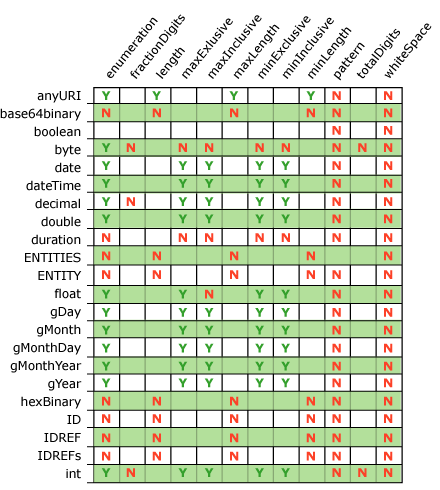 enumeration fractionDigits length maxExlusive maxInclusive maxLength minExclusive minInclusive minLength pattern totalDigits whiteSpace
anyURI Y Y Y Y N N
base64binary N N N N N N
boolean N N
byte Y N N N N N N N N
date Y Y Y Y Y N N
dateTime Y Y Y Y Y N N
decimal Y N Y Y Y Y N N
double Y Y Y Y Y N N
duration N N N N N N N
ENTITIES N N N N N
ENTITY N N N N N N
float Y Y N Y Y N N
gDay Y Y Y Y Y N N
gMonth Y Y Y Y Y N N
gMonthDay Y Y Y Y Y N N
gMonthYear Y Y Y Y Y N N
gYear Y Y Y Y Y N N
hexBinary N N N N N N
ID N N N N N N
IDREF N N N N N N
IDREFs N N N N N N
int Y N Y Y Y Y N N N